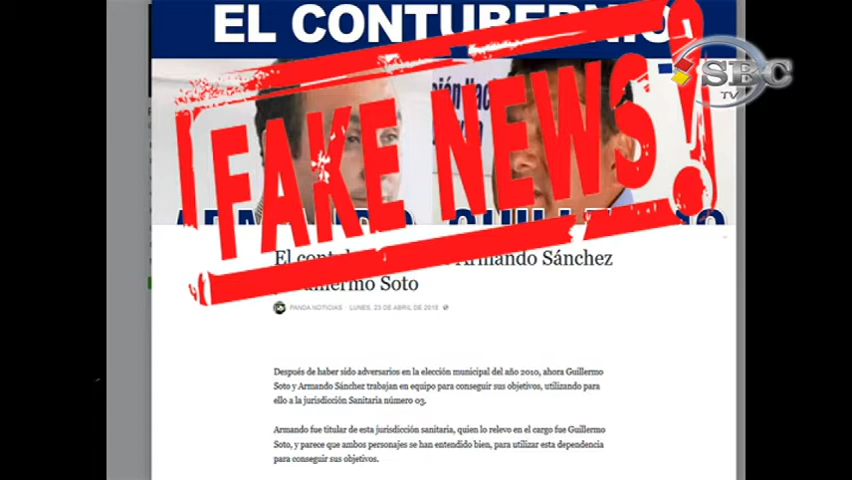 EL CONTUBERNIO
SBC
TV
ción Nac
FAKE NEWS!
El Armando Sánchez
Guillermo Soto
PANDA NOTICIAS · LUNES, 23 DE ABRIL DE 2018
Después de haber sido adversarios en la elección municipal del año 2010, ahora Guillermo
Soto y Armando Sánchez trabajan en equipo para conseguir sus objetivos, utilizando para
ello a la jurisdicción Sanitaria número 03.
Armando fue titular de esta jurisdicción sanitaria, quien lo relevo en el cargo fue Guillermo
Soto, y parece que ambos personajes se han entendido bien, para utilizar esta dependencia
para conseguir sus objetivos.